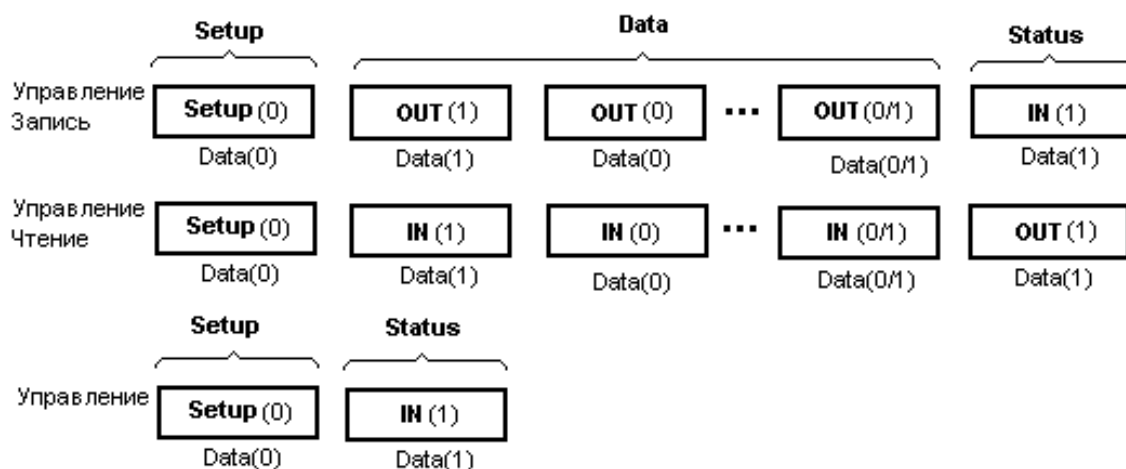 Setup Data Status
Управление
Запись
Setup (0) OUT (1) OUT (0) ... OUT (0/1) IN (1)
Data(0) Data(1) Data(0) Data(0/1) Data(1)
Управление
Чтение
Setup (0) IN (1) IN (0) ... IN (0/1) OUT (1)
Data(0) Data(1) Data(0) Data(0/1) Data(1)
Setup Status
Управление Setup (0) IN (1)
Data(0) Data(1)